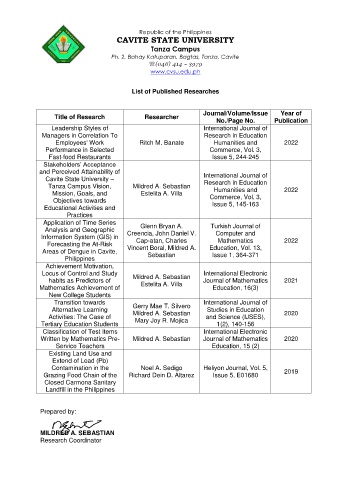 Republic of the Philippines
CAVITE STATE UNIVERSITY
Tanza Campus
Ph. 2, Bahay Katuparan, Bagtas, Tanza, Cavite
☎(046) 414 – 3979
www.cvsu.edu.ph
List of Published Researches
Title of Research
Researcher
Journal/Volume/Issue
No./Page No.
Year of
Publication
Leadership Styles of
Managers in Correlation To
Employees' Work
Performance in Selected
Fast-food Restaurants
Ritch M. Banate
International Journal of
Research in Education
Humanities and
Commerce, Vol. 3,
Issue 5, 244-245
2022
Stakeholders' Acceptance
and Perceived Attainability of
Cavite State University –
Tanza Campus Vision,
Mission, Goals, and
Objectives towards
Educational Activities and
Practices
Mildred A. Sebastian
Estelita A. Villa
International Journal of
Research in Education
Humanities and
Commerce, Vol. 3,
Issue 5, 145-163
2022
Application of Time Series
Analysis and Geographic
Information System (GIS) in
Forecasting the At-Risk
Areas of Dengue in Cavite,
Philippines
Glenn Bryan A.
Creencia, John Daniel V.
Cap-atan, Charles
Vincent Boral, Mildred A.
Sebastian
Turkish Journal of
Computer and
Mathematics
Education, Vol. 13,
Issue 1, 364-371
2022
Achievement Motivation,
Locus of Control and Study
habits as Predictors of
Mathematics Achievement of
New College Students
Mildred A. Sebastian
Estelita A. Villa
International Electronic
Journal of Mathematics
Education, 16(3)
2021
Transition towards
Alternative Learning
Activities: The Case of
Tertiary Education Students
Gerry Mae T. Silvero
Mildred A. Sebastian
Mary Joy R. Mojica
International Journal of
Studies in Education
and Science (IJSES),
1(2), 140-156
2020
Classification of Test Items
Written by Mathematics Pre-
Service Teachers
Mildred A. Sebastian
International Electronic
Journal of Mathematics
Education, 15 (2)
2020
Existing Land Use and
Extend of Lead (Pb)
Contamination in the
Grazing Food Chain of the
Closed Carmona Sanitary
Landfill in the Philippines
Noel A. Sedigo
Richard Dein D. Altarez
Heliyon Journal, Vol. 5,
Issue 5, E01680
2019
Prepared by:
MILDRED A. SEBASTIAN
Research Coordinator